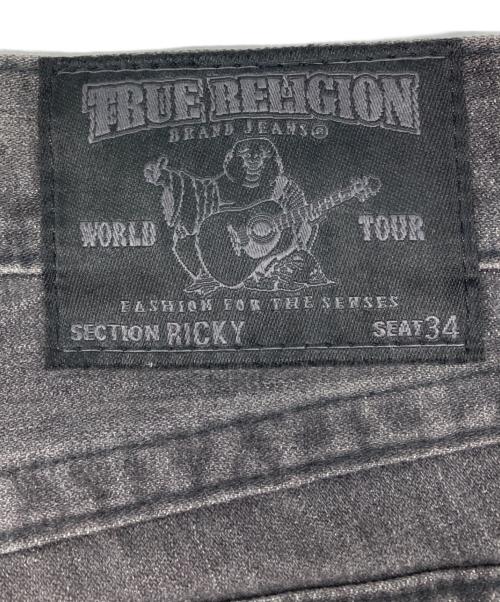 TRUE RELIGION
BRAND JEANS®
WORLD TOUR
FASHION FOR THE SENSES
SECTION RICKY SEAT 34